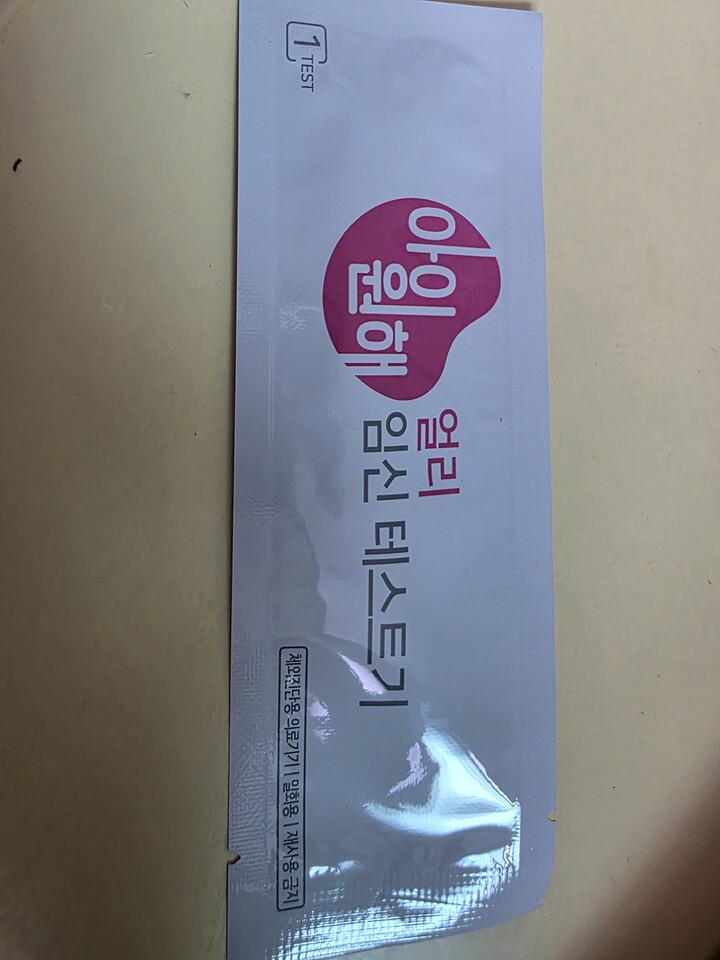 1 TEST
아이
원해
얼리
임신 테스트기
체외진단용 의료기기 | 일회용 | 재사용 금지